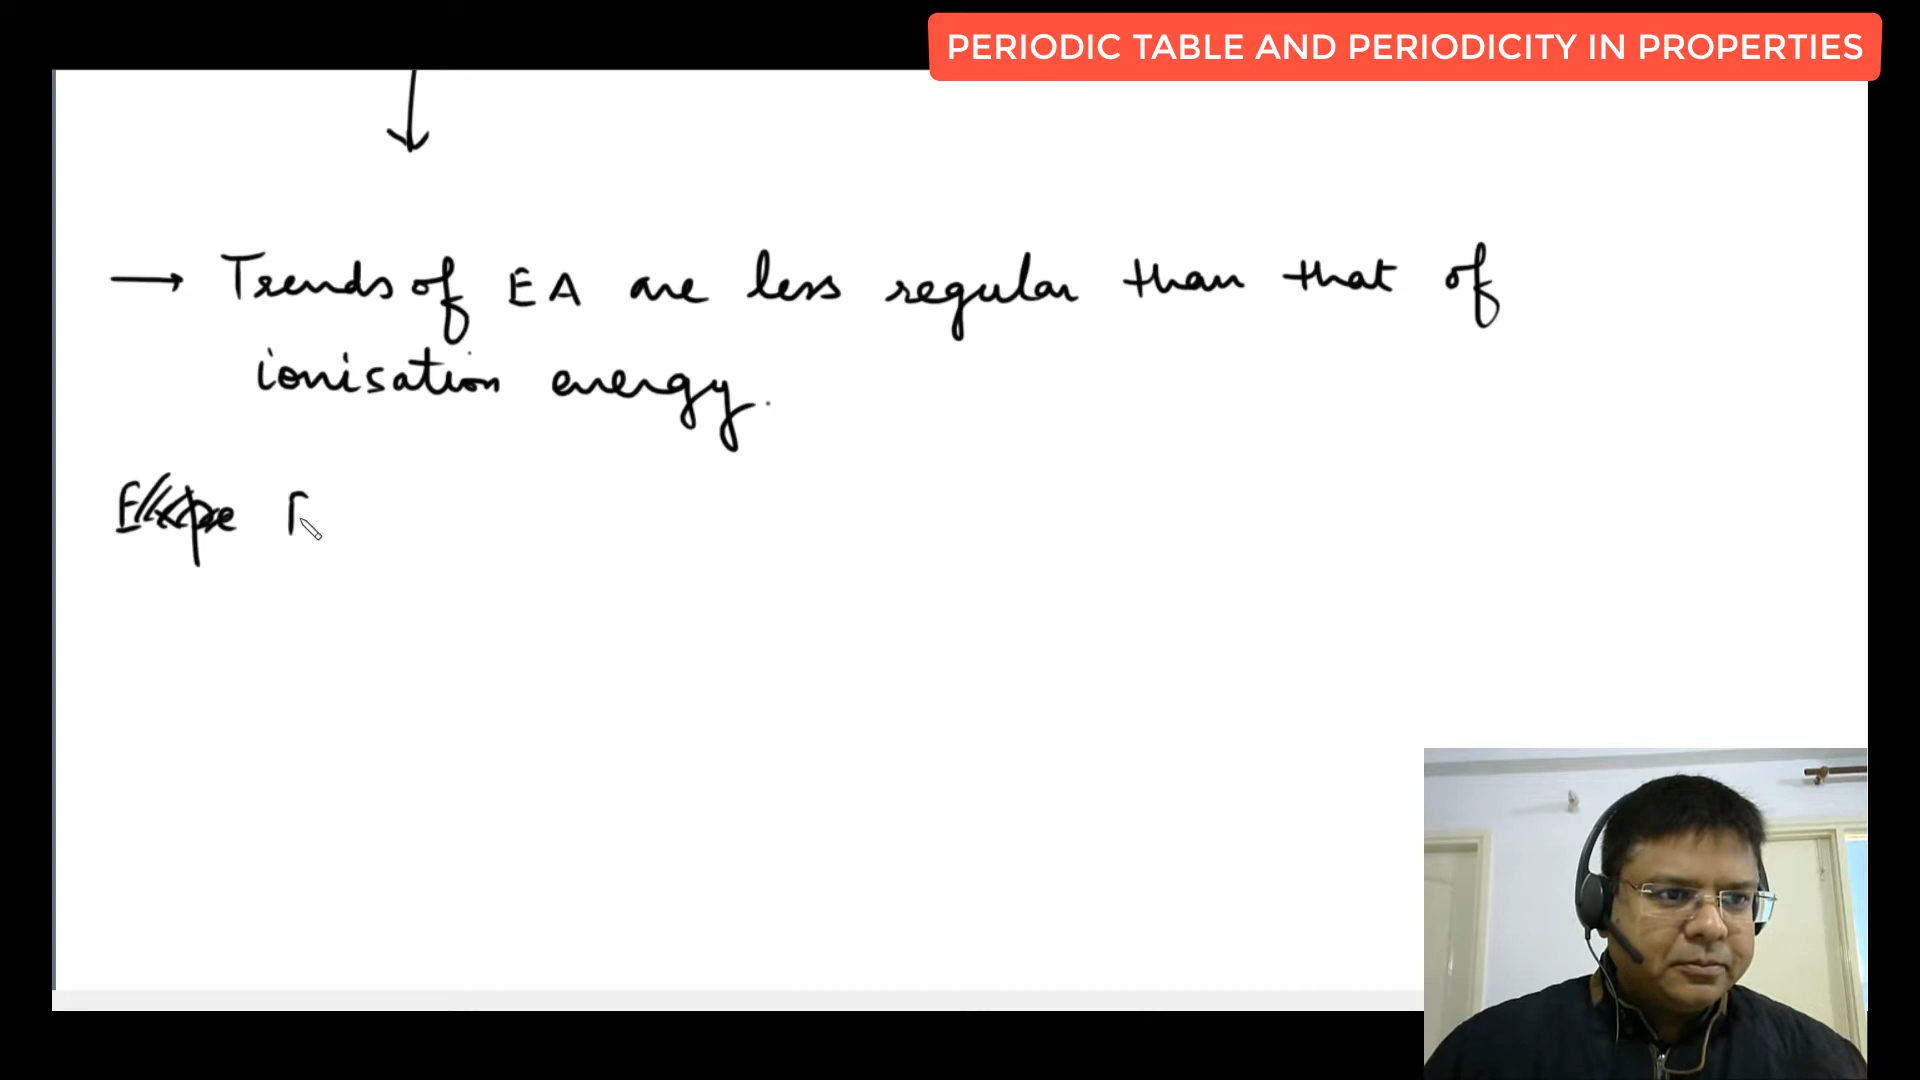 PERIODIC TABLE AND PERIODICITY IN PROPERTIES
→ Trends of EA are less regular than that of
ionisation energy.